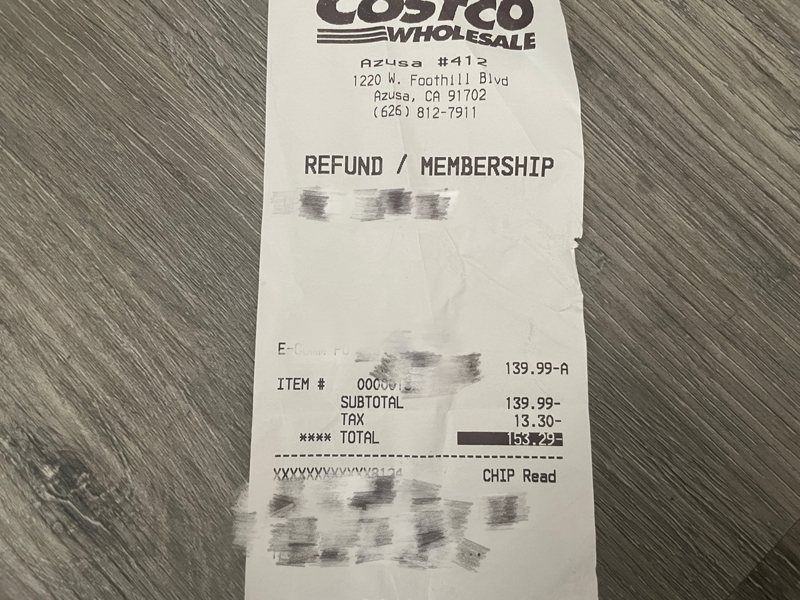 COSTCO
WHOLESALE
Azusa #412
1220 W. Foothill Blvd
Azusa, CA 91702
(626) 812-7911
REFUND / MEMBERSHIP
139.99-A
ITEM #
SUBTOTAL 139.99-
TAX 13.30-
**** TOTAL 153.29-
CHIP Read